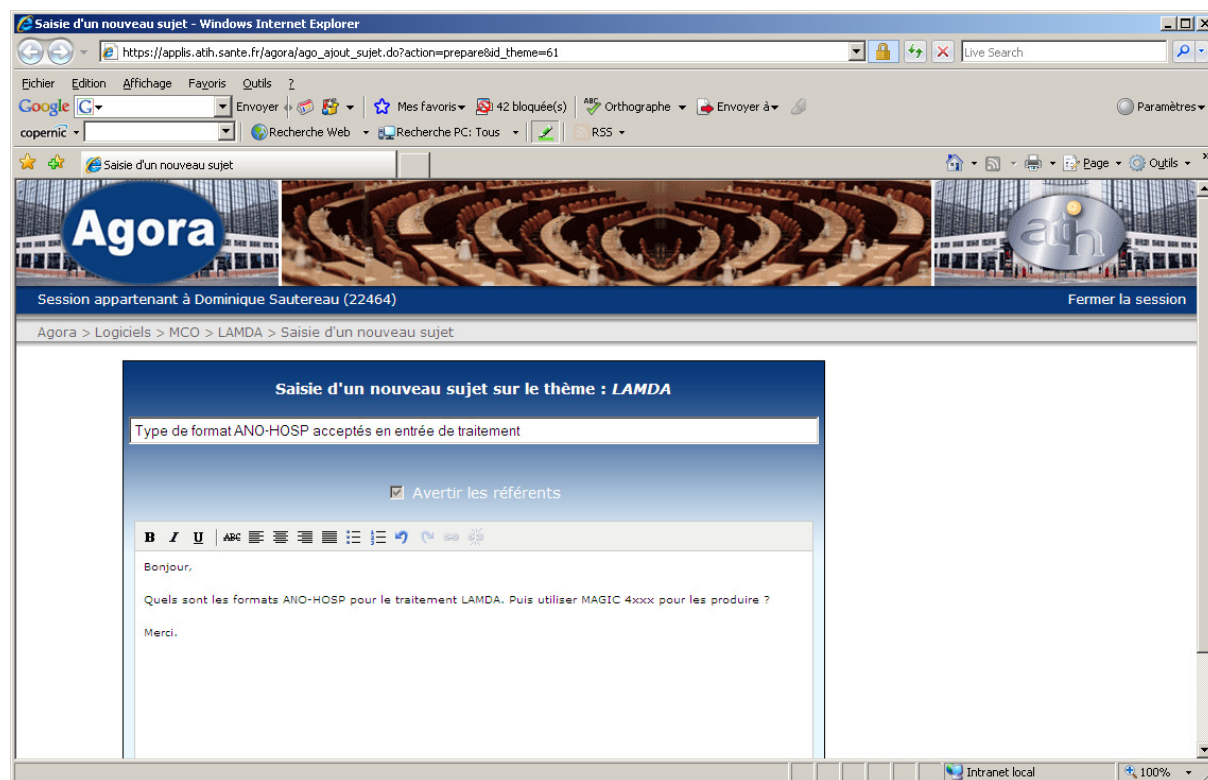 Saisie d'un nouveau sujet - Windows Internet Explorer
https://applis.atih.sante.fr/agora/ago_ajout_sujet.do?action=prepare&id_theme=61
Live Search
Fichier Edition Affichage Favoris Outils ?
Google G Envoyer Mes favoris 42 bloquée(s) ABC Orthographe Envoyer à Paramètres
copernic Recherche Web Recherche PC: Tous RSS
Saisie d'un nouveau sujet Page Outils »
Agora atih
Session appartenant à Dominique Sautereau (22464) Fermer la session
Agora > Logiciels > MCO > LAMDA > Saisie d'un nouveau sujet
Saisie d'un nouveau sujet sur le thème : LAMDA
Type de format ANO-HOSP acceptés en entrée de traitement
Avertir les référents
B I U ABC
Bonjour,
Quels sont les formats ANO-HOSP pour le traitement LAMDA. Puis utiliser MAGIC 4xxx pour les produire ?
Merci.
Intranet local 100%